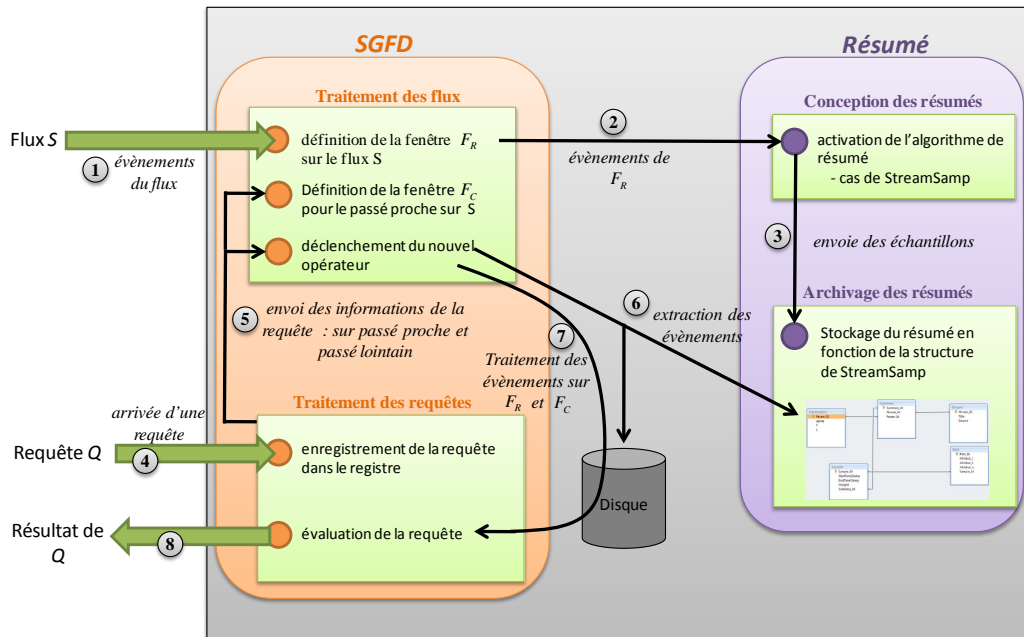 SGFD
Résumé
Traitement des flux
Conception des résumés
Flux S
1
évènements
du flux
définition de la fenêtre F_R
sur le flux S
2
évènements de
F_R
activation de l'algorithme de
résumé
- cas de StreamSamp
Définition de la fenêtre F_C
pour le passé proche sur S
déclenchement du nouvel
opérateur
3
envoie des échantillons
5
envoi des informations de la
requête : sur passé proche et
passé lointain
6
extraction des
évènements
7
Traitement des
évènements sur
F_R et F_C
Archivage des résumés
Stockage du résumé en
fonction de la structure
de StreamSamp
Traitement des requêtes
arrivée d'une
requête
Requête Q
4
enregistrement de la requête
dans le registre
Disque
Résultat de
Q
8
évaluation de la requête